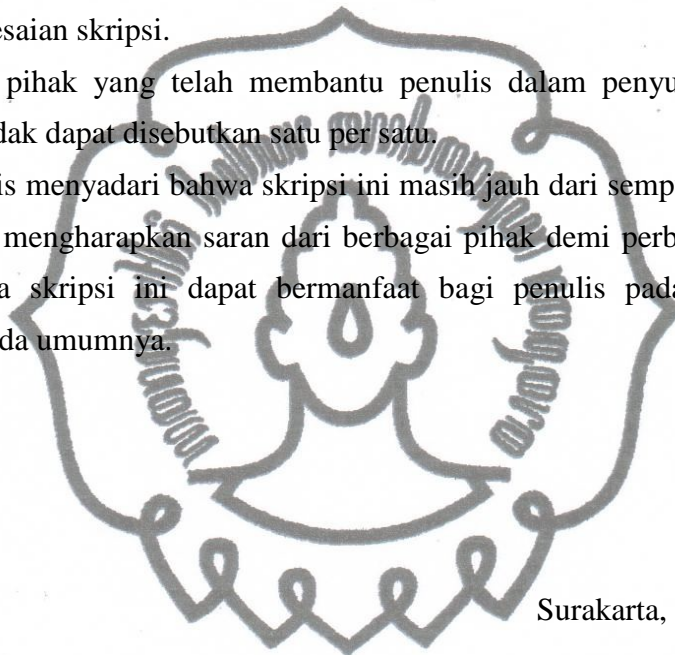 esaian skripsi.
pihak yang telah membantu penulis dalam penyu
dak dapat disebutkan satu per satu.
is menyadari bahwa skripsi ini masih jauh dari semp
mengharapkan saran dari berbagai pihak demi perb
a skripsi ini dapat bermanfaat bagi penulis pada
da umumnya.
Surakarta,